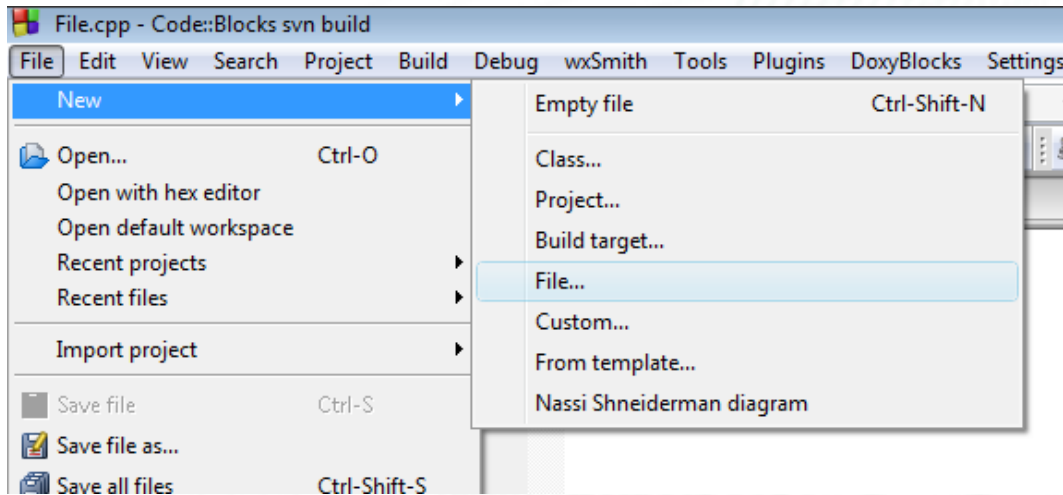 File.cpp - Code::Blocks svn build
File Edit View Search Project Build Debug wxSmith Tools Plugins DoxyBlocks Settings
New
Open... Ctrl-O
Open with hex editor
Open default workspace
Recent projects
Recent files
Import project
Save file Ctrl-S
Save file as...
Save all files Ctrl-Shift-S
Empty file Ctrl-Shift-N
Class...
Project...
Build target...
File...
Custom...
From template...
Nassi Shneiderman diagram